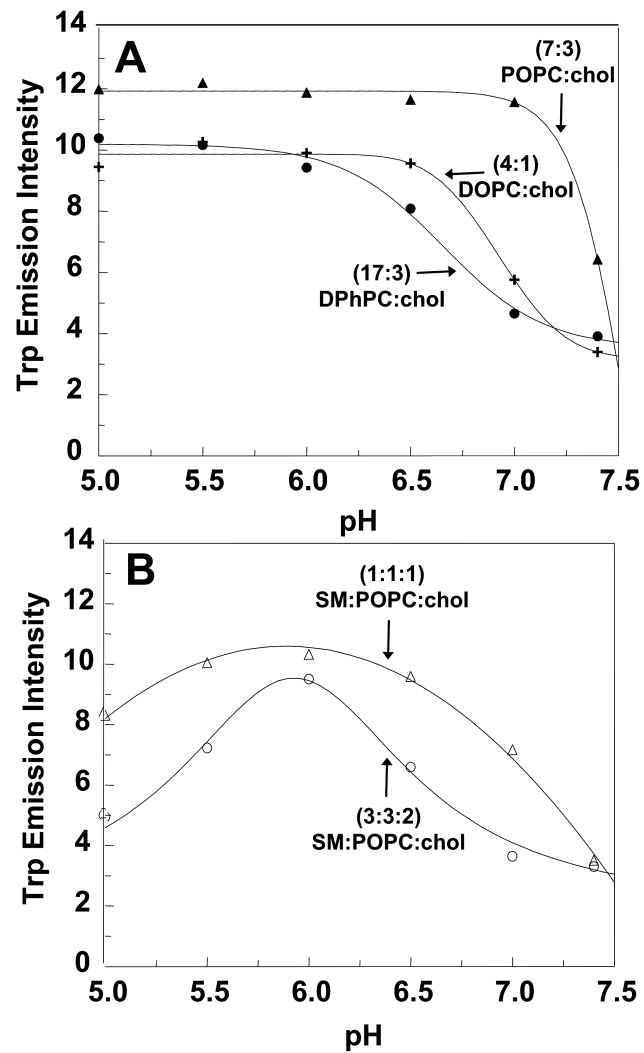 A
14
12
10
8
6
4
2
0
Trp Emission Intensity
(7:3)
POPC:chol
(4:1)
DOPC:chol
(17:3)
DPhPC:chol
5.0 5.5 6.0 6.5 7.0 7.5
pH
B
14
12
10
8
6
4
2
0
Trp Emission Intensity
(1:1:1)
SM:POPC:chol
(3:3:2)
SM:POPC:chol
5.0 5.5 6.0 6.5 7.0 7.5
pH